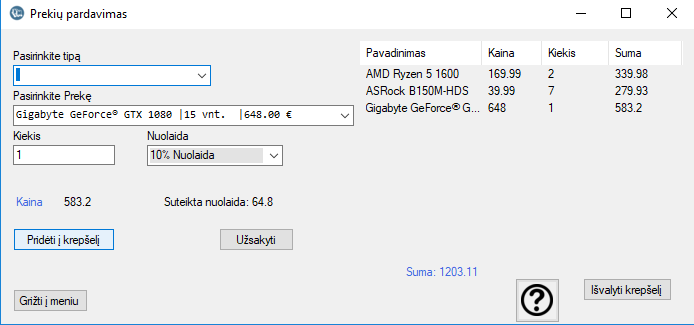 Prekių pardavimas
Pasirinkite tipą
Pasirinkite Prekę
Gigabyte GeForce® GTX 1080 |15 vnt.  |648.00 €
Kiekis Nuolaida
1 10% Nuolaida
Kaina 583.2 Suteikta nuolaida: 64.8
Pridėti į krepšelį Užsakyti
Grižti į meniu
Pavadinimas Kaina Kiekis Suma
AMD Ryzen 5 1600 169.99 2 339.98
ASRock B150M-HDS 39.99 7 279.93
Gigabyte GeForce® G... 648 1 583.2
Suma: 1203.11
Išvalyti krepšelį